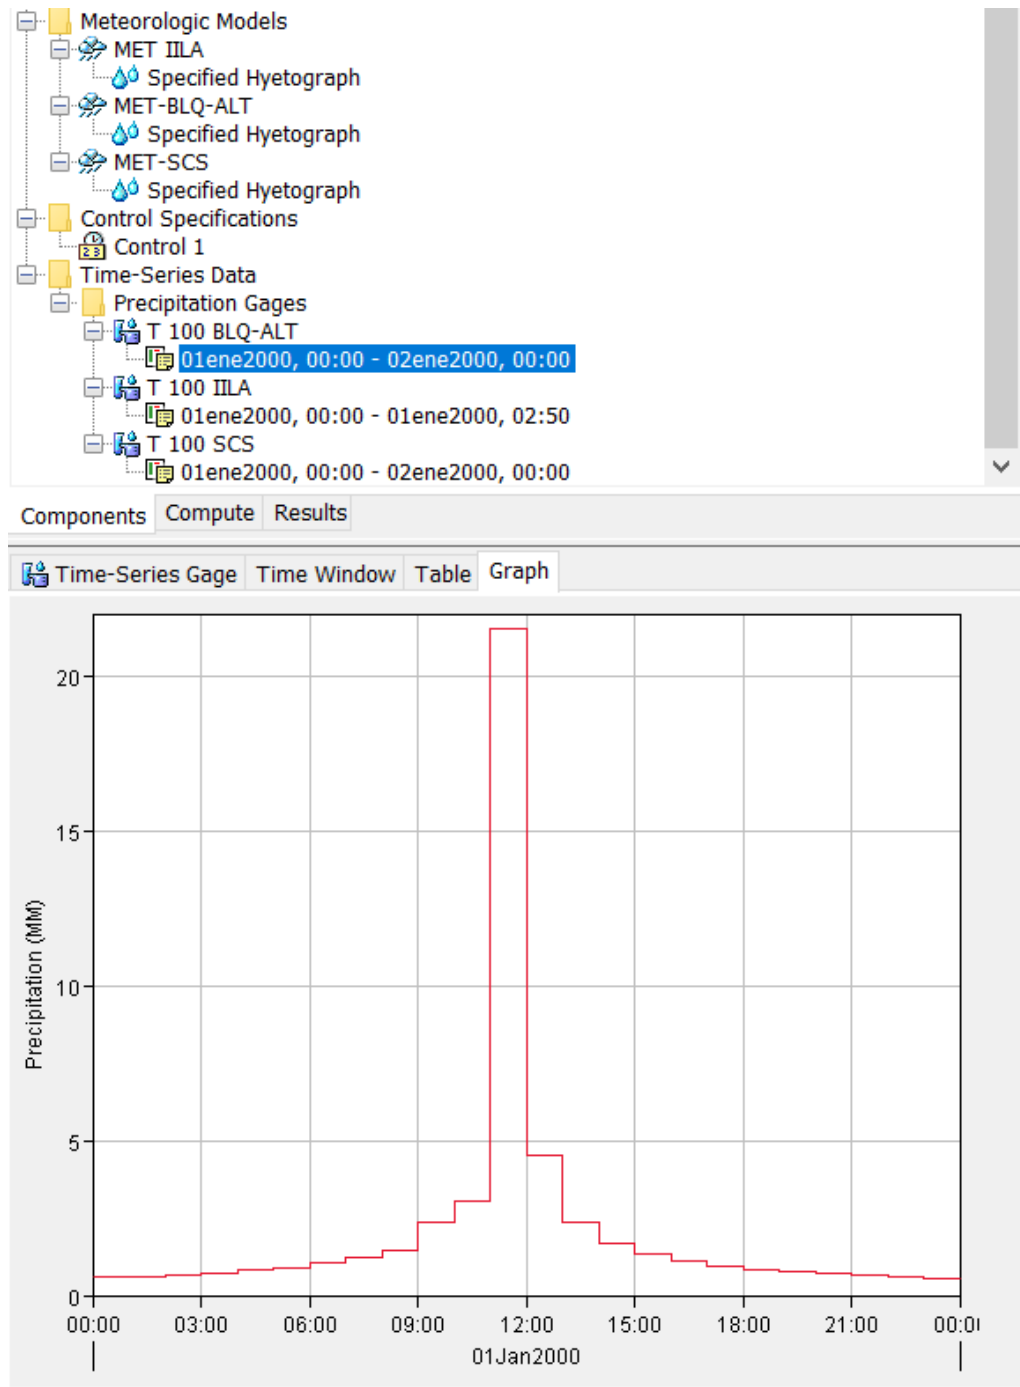 Meteorologic Models
MET IILA
Specified Hyetograph
MET-BLQ-ALT
Specified Hyetograph
MET-SCS
Specified Hyetograph
Control Specifications
Control 1
Time-Series Data
Precipitation Gages
T 100 BLQ-ALT
01ene2000, 00:00 - 02ene2000, 00:00
T 100 IILA
01ene2000, 00:00 - 01ene2000, 02:50
T 100 SCS
01ene2000, 00:00 - 02ene2000, 00:00
Components Compute Results
Time-Series Gage Time Window Table Graph
20
15
10
5
0
Precipitation (MM)
00:00 03:00 06:00 09:00 12:00 15:00 18:00 21:00 00:0
01Jan2000